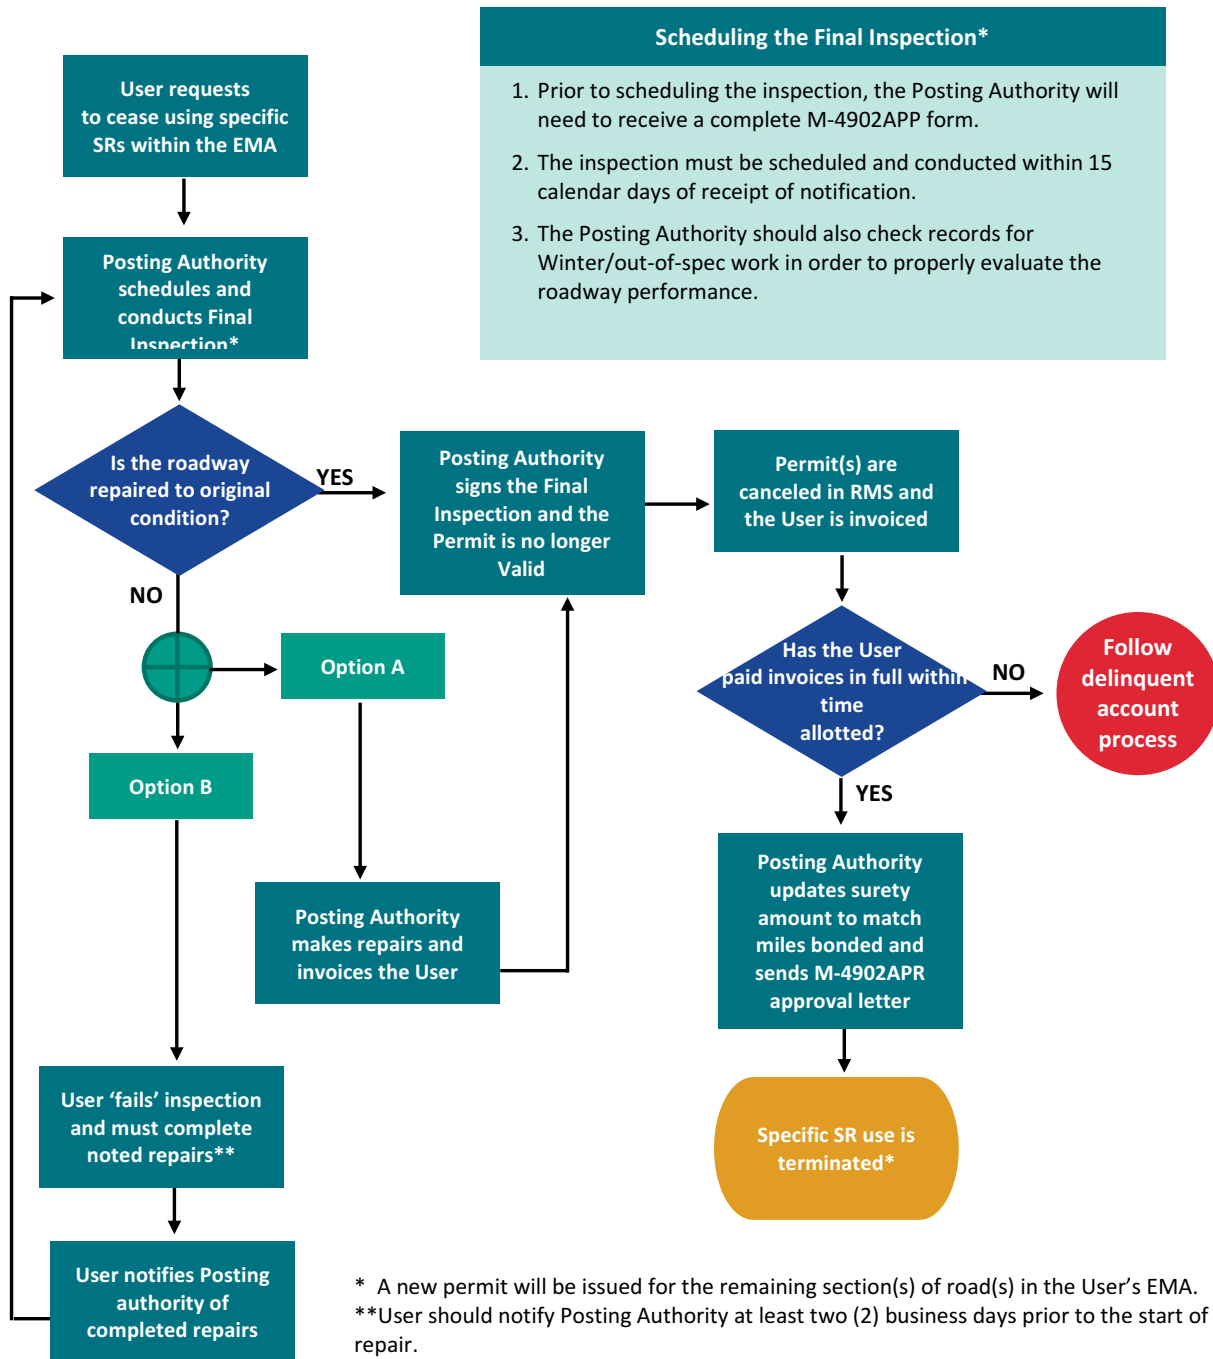 Scheduling the Final Inspection*
1. Prior to scheduling the inspection, the Posting Authority will
need to receive a complete M-4902APP form.
2. The inspection must be scheduled and conducted within 15
calendar days of receipt of notification.
3. The Posting Authority should also check records for
Winter/out-of-spec work in order to properly evaluate the
roadway performance.
User requests
to cease using specific
SRs within the EMA
Posting Authority
schedules and
conducts Final
Inspection*
Is the roadway
repaired to original
condition?
YES
NO
Posting Authority
signs the Final
Inspection and the
Permit is no longer
Valid
Permit(s) are
canceled in RMS and
the User is invoiced
Has the User
paid invoices in full within
time
allotted?
NO
Follow
delinquent
account
process
YES
Option A
Option B
Posting Authority
makes repairs and
invoices the User
Posting Authority
updates surety
amount to match
miles bonded and
sends M-4902APR
approval letter
User ‘fails’ inspection
and must complete
noted repairs**
Specific SR use is
terminated*
User notifies Posting
authority of
completed repairs
* A new permit will be issued for the remaining section(s) of road(s) in the User’s EMA.
**User should notify Posting Authority at least two (2) business days prior to the start of
repair.